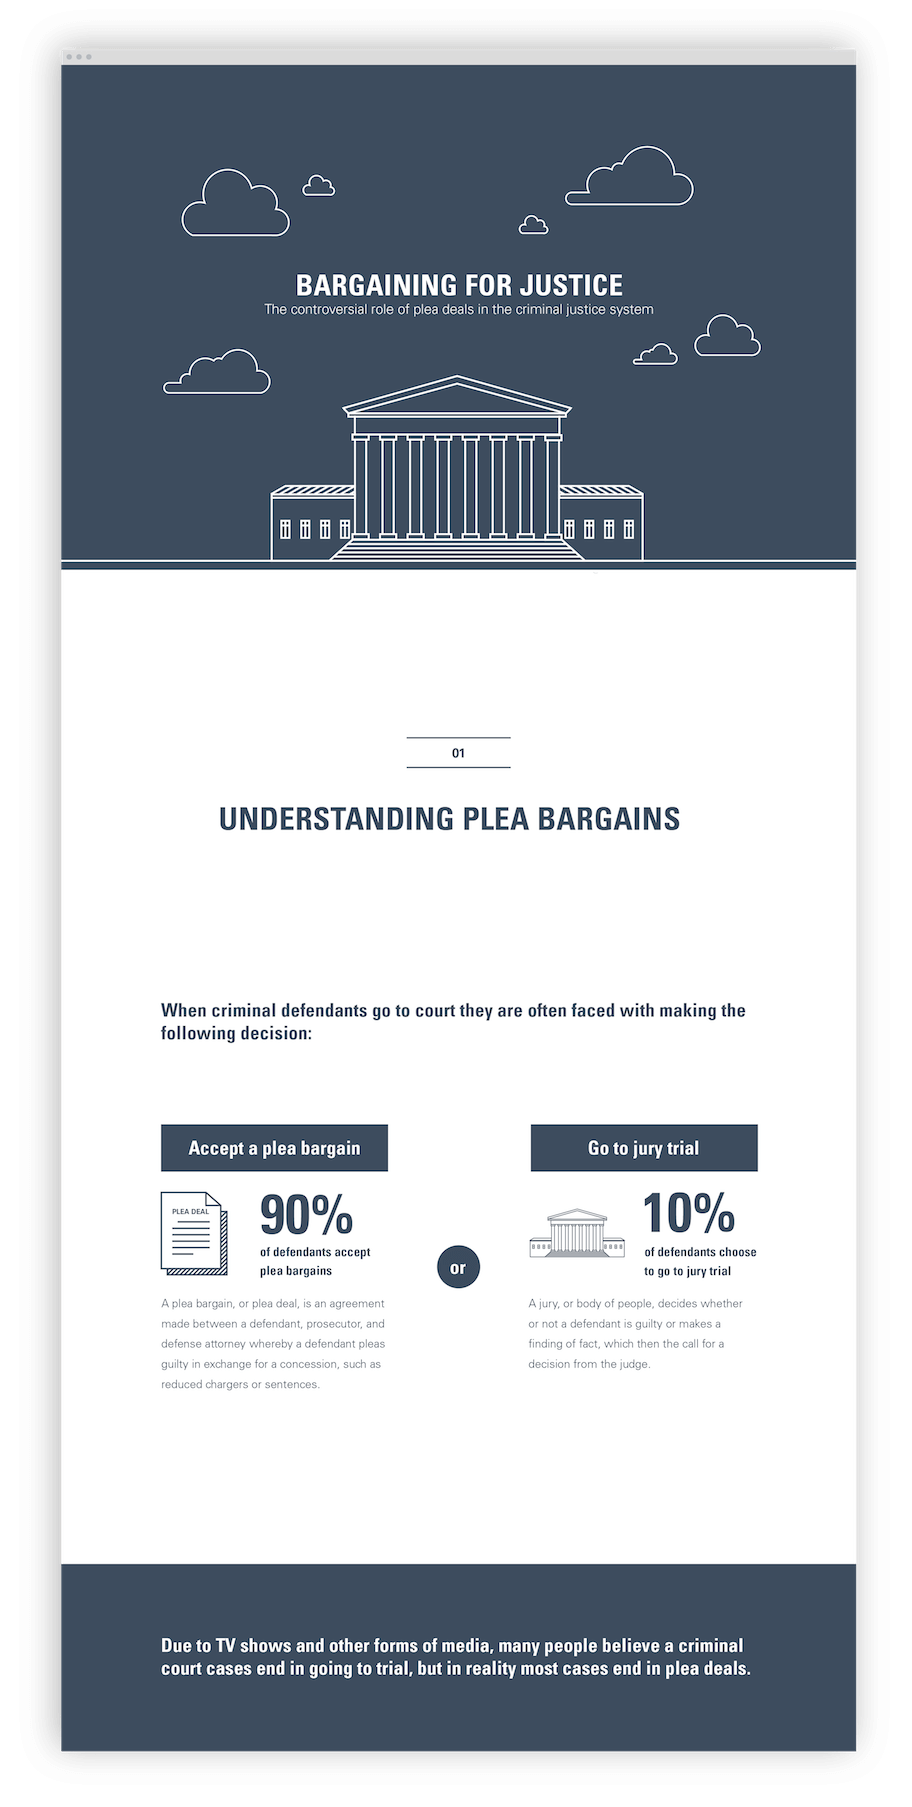 BARGAINING FOR JUSTICE
The controversial role of plea deals in the criminal justice system
01
UNDERSTANDING PLEA BARGAINS
When criminal defendants go to court they are often faced with making the
following decision:
Accept a plea bargain
PLEA DEAL
90%
of defendants accept
plea bargains
A plea bargain, or plea deal, is an agreement
made between a defendant, prosecutor, and
defense attorney whereby a defendant pleas
guilty in exchange for a concession, such as
reduced chargers or sentences.
or
Go to jury trial
10%
of defendants choose
to go to jury trial
A jury, or body of people, decides whether
or not a defendant is guilty or makes a
finding of fact, which then the call for a
decision from the judge.
Due to TV shows and other forms of media, many people believe a criminal
court cases end in going to trial, but in reality most cases end in plea deals.